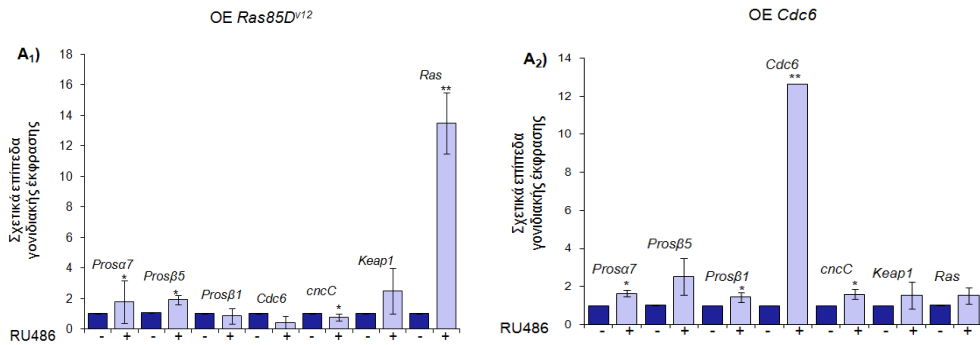 OE Ras85Dᵛ¹²
A₁)
Σχετικά επίπεδα
γονιδιακής έκφρασης
18
16
14
12
10
8
6
4
2
0
Prosα7
*
Prosβ5
*
Prosβ1
Cdc6
cncC
*
Keap1
Ras
**
RU486 - + - + - + - + - + - + - +
OE Cdc6
A₂)
Σχετικά επίπεδα
γονιδιακής έκφρασης
14
12
10
8
6
4
2
0
Prosα7
*
Prosβ5
Prosβ1
*
Cdc6
**
cncC
*
Keap1
Ras
RU486 - + - + - + - + - + - + - +